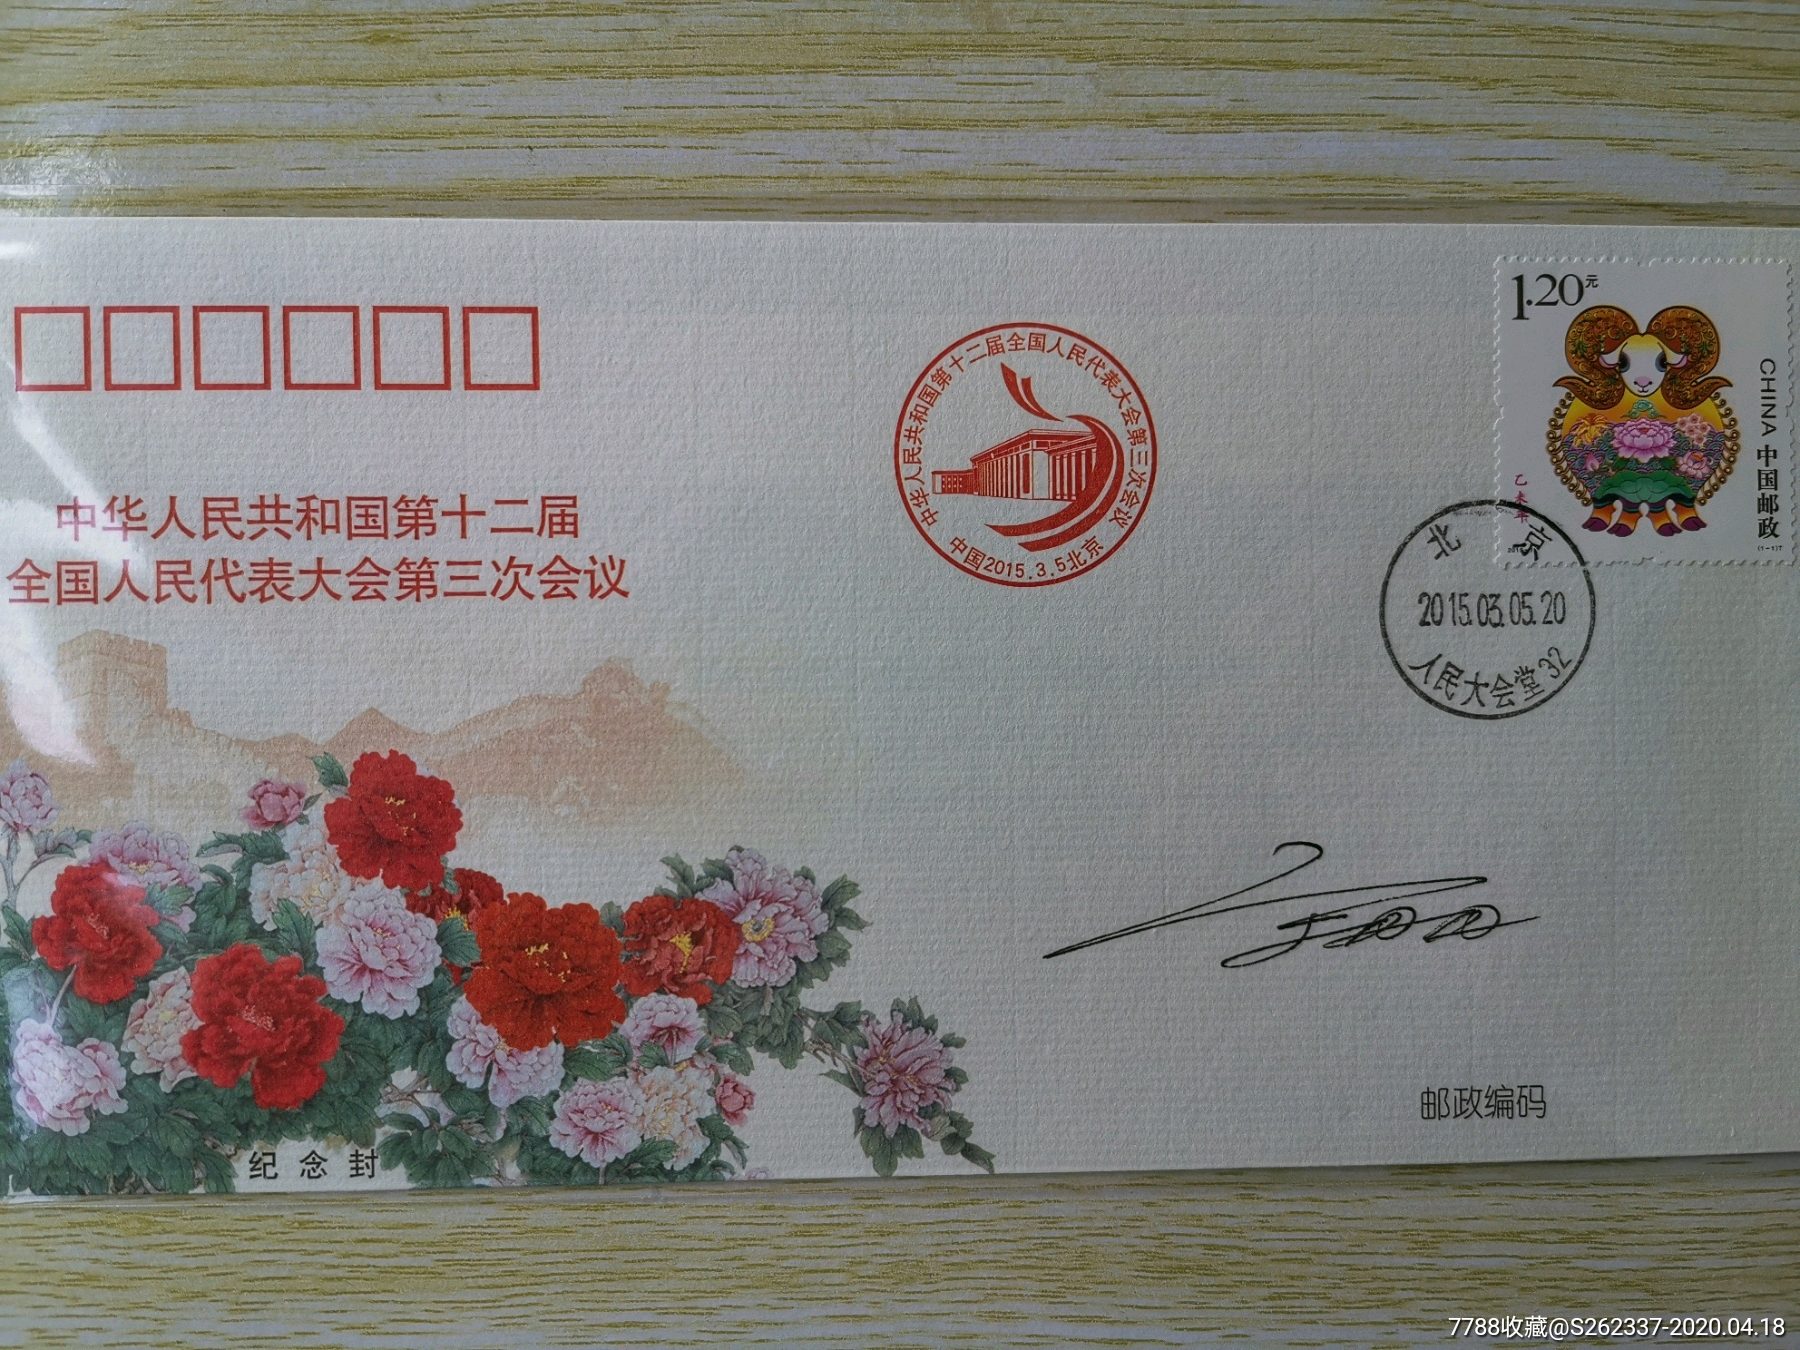 1.20元
CHINA 中国邮政
乙未年
(1-1)T
中华人民共和国第十二届全国人民代表大会第三次会议
中国2015.3.5北京
中华人民共和国第十二届
全国人民代表大会第三次会议
北京
2015.03.05.20
人民大会堂32
邮政编码
纪念封
7788收藏@S262337-2020.04.18